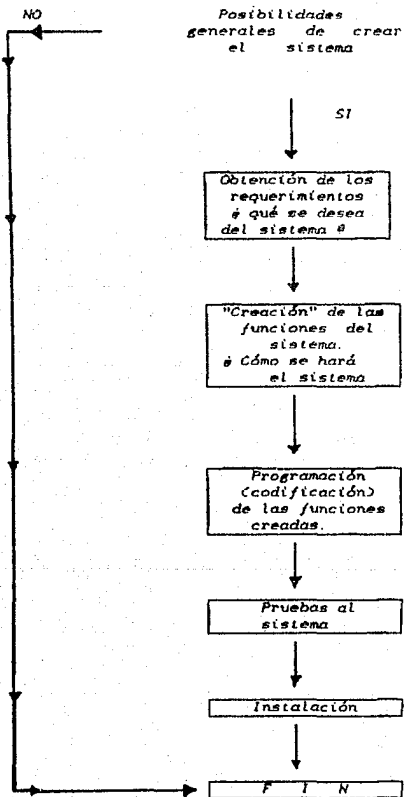 NO
Posibilidades
generales de crear
el sistema
SI
Obtención de los
requerimientos
¿ qué se desea
del sistema ?
"Creación" de las
funciones del
sistema.
¿ Cómo se hará
el sistema
Programación
(codificación)
de las funciones
creadas.
Pruebas al
sistema
Instalación
F I N